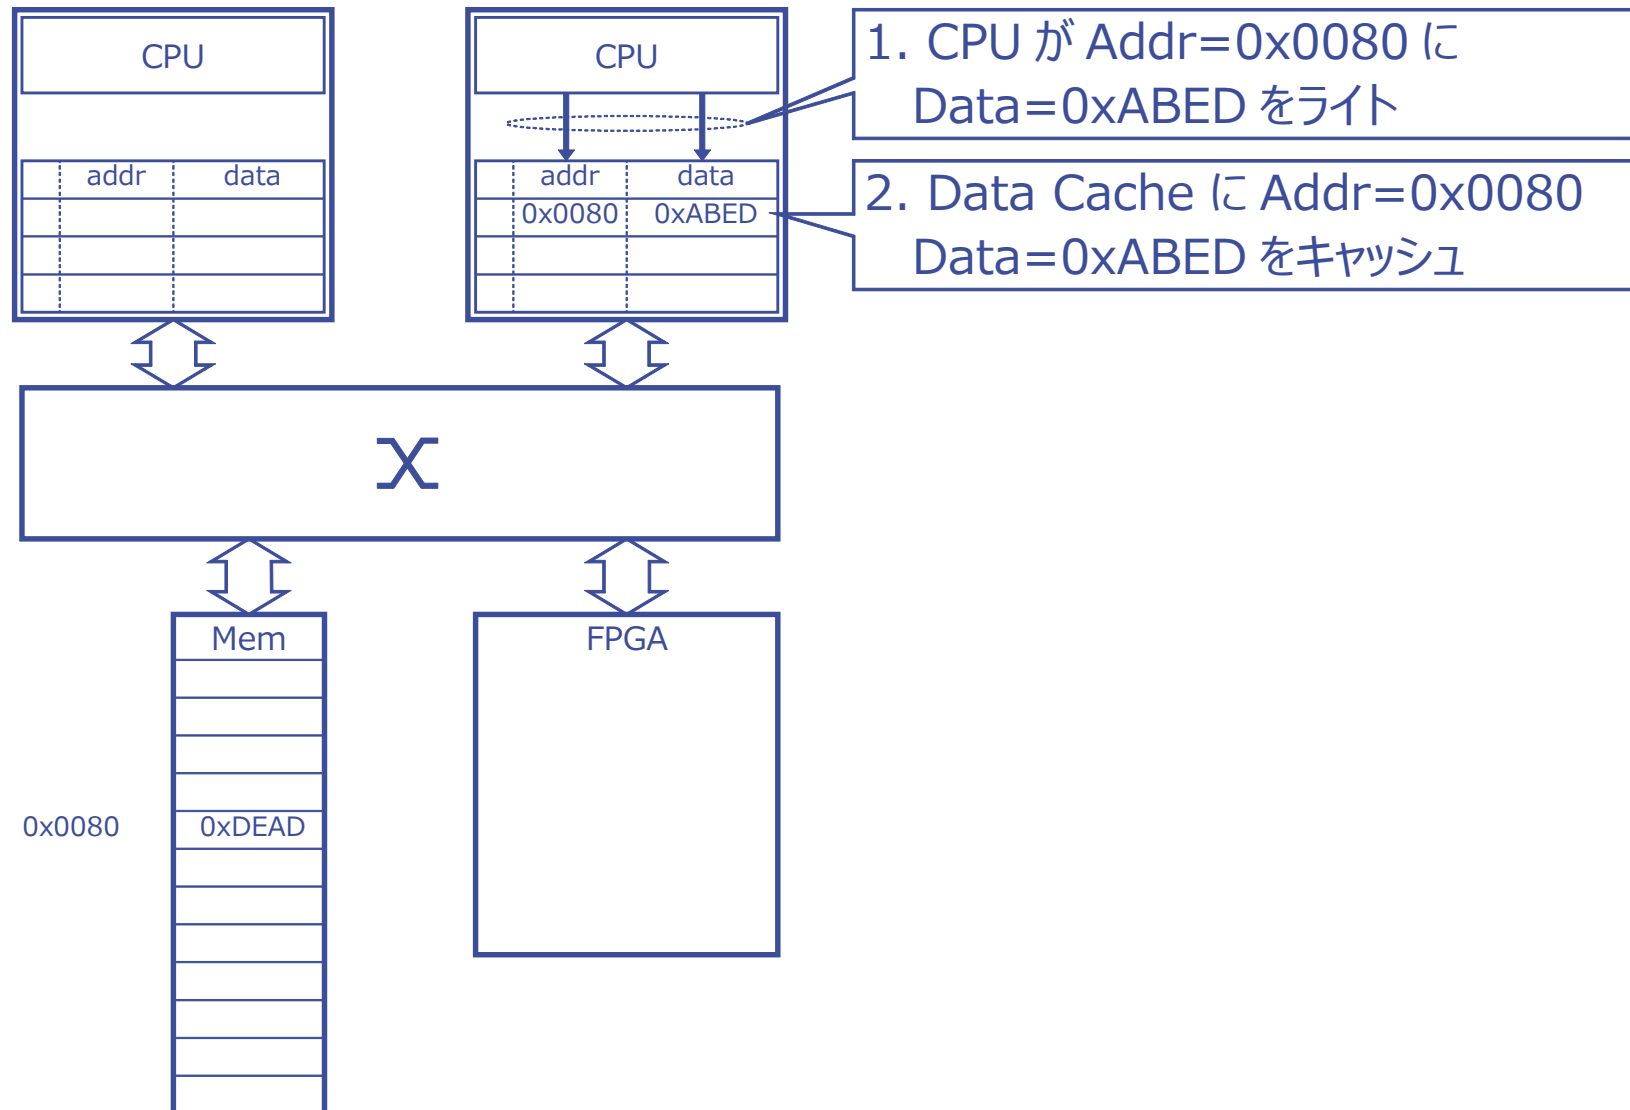 CPU
CPU
1. CPU が Addr=0x0080 に
Data=0xABED をライト
addr data
addr data
0x0080 0xABED
2. Data Cache に Addr=0x0080
Data=0xABED をキャッシュ
Mem
FPGA
0x0080 0xDEAD